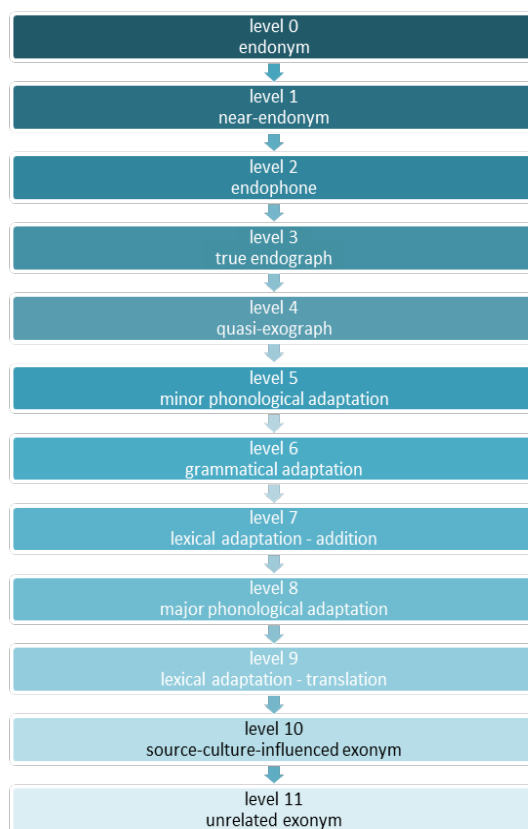 level 0
endonym
level 1
near-endonym
level 2
endophone
level 3
true endograph
level 4
quasi-exograph
level 5
minor phonological adaptation
level 6
grammatical adaptation
level 7
lexical adaptation - addition
level 8
major phonological adaptation
level 9
lexical adaptation - translation
level 10
source-culture-influenced exonym
level 11
unrelated exonym